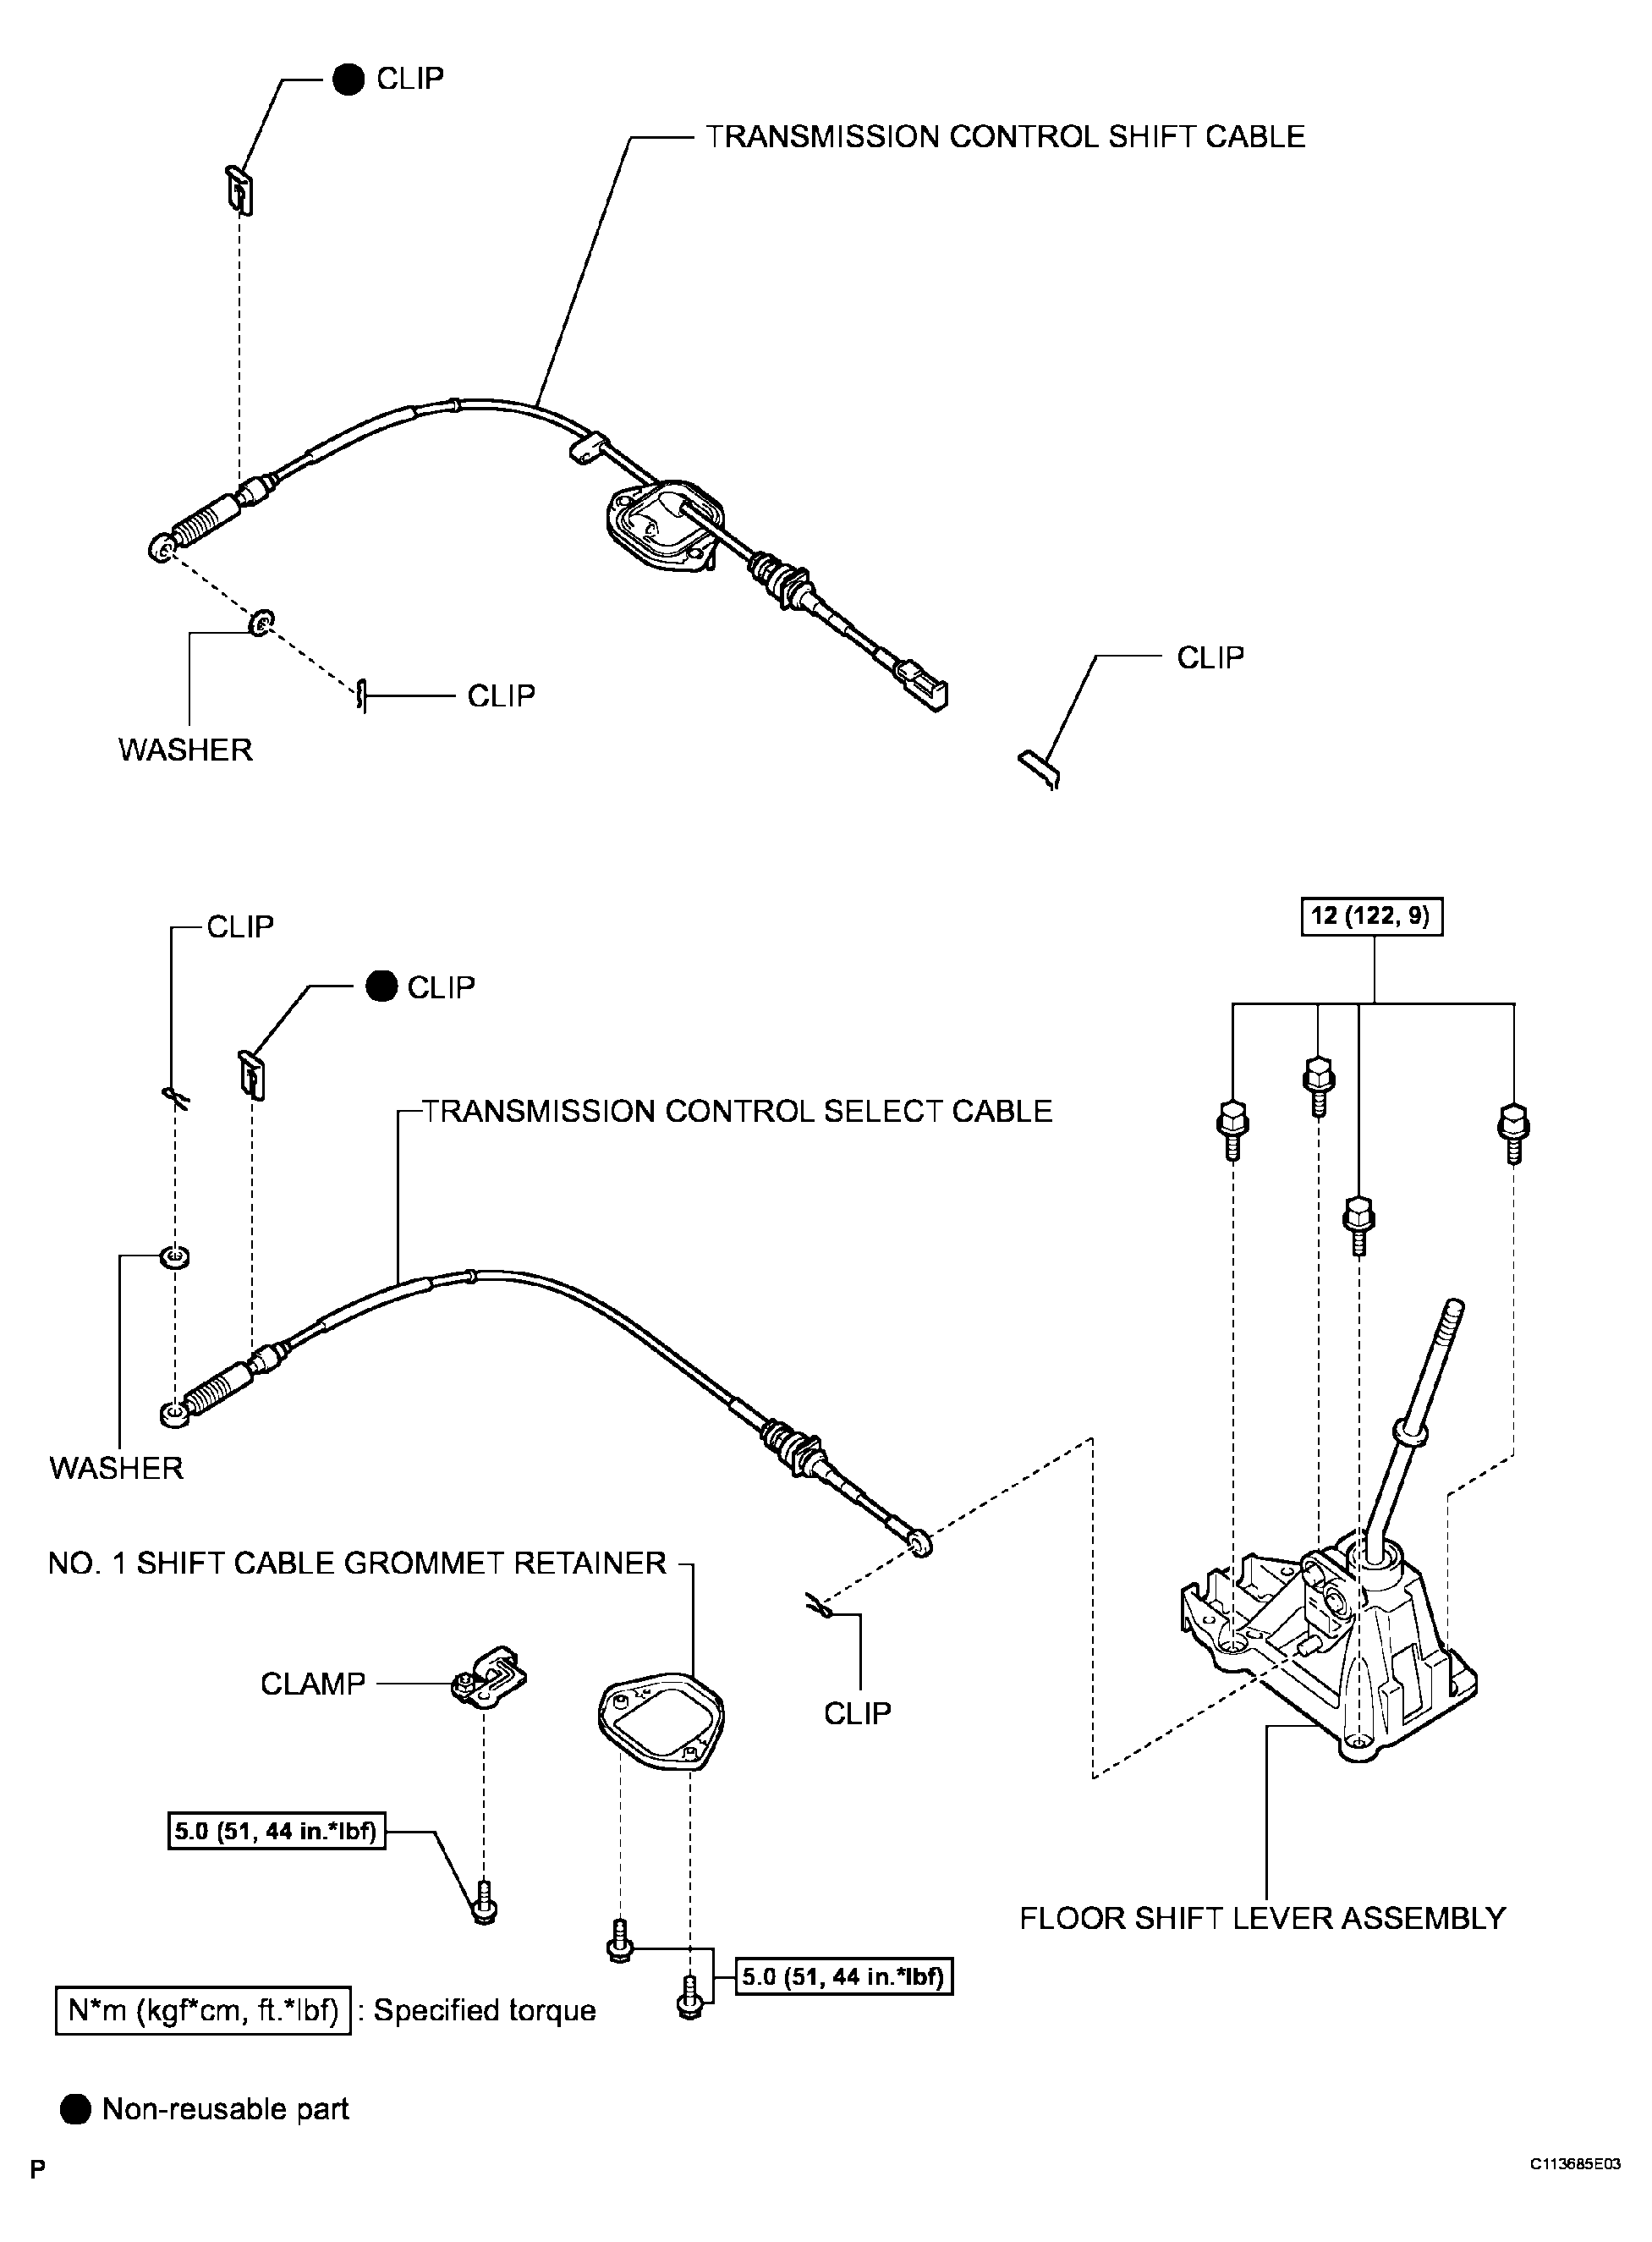 ● CLIP
TRANSMISSION CONTROL SHIFT CABLE
CLIP
CLIP
WASHER
12 (122, 9)
CLIP
● CLIP
TRANSMISSION CONTROL SELECT CABLE
WASHER
NO. 1 SHIFT CABLE GROMMET RETAINER
CLAMP
CLIP
5.0 (51, 44 in.*lbf)
FLOOR SHIFT LEVER ASSEMBLY
5.0 (51, 44 in.*lbf)
N*m (kgf*cm, ft.*lbf) : Specified torque
● Non-reusable part
P
C113685E03